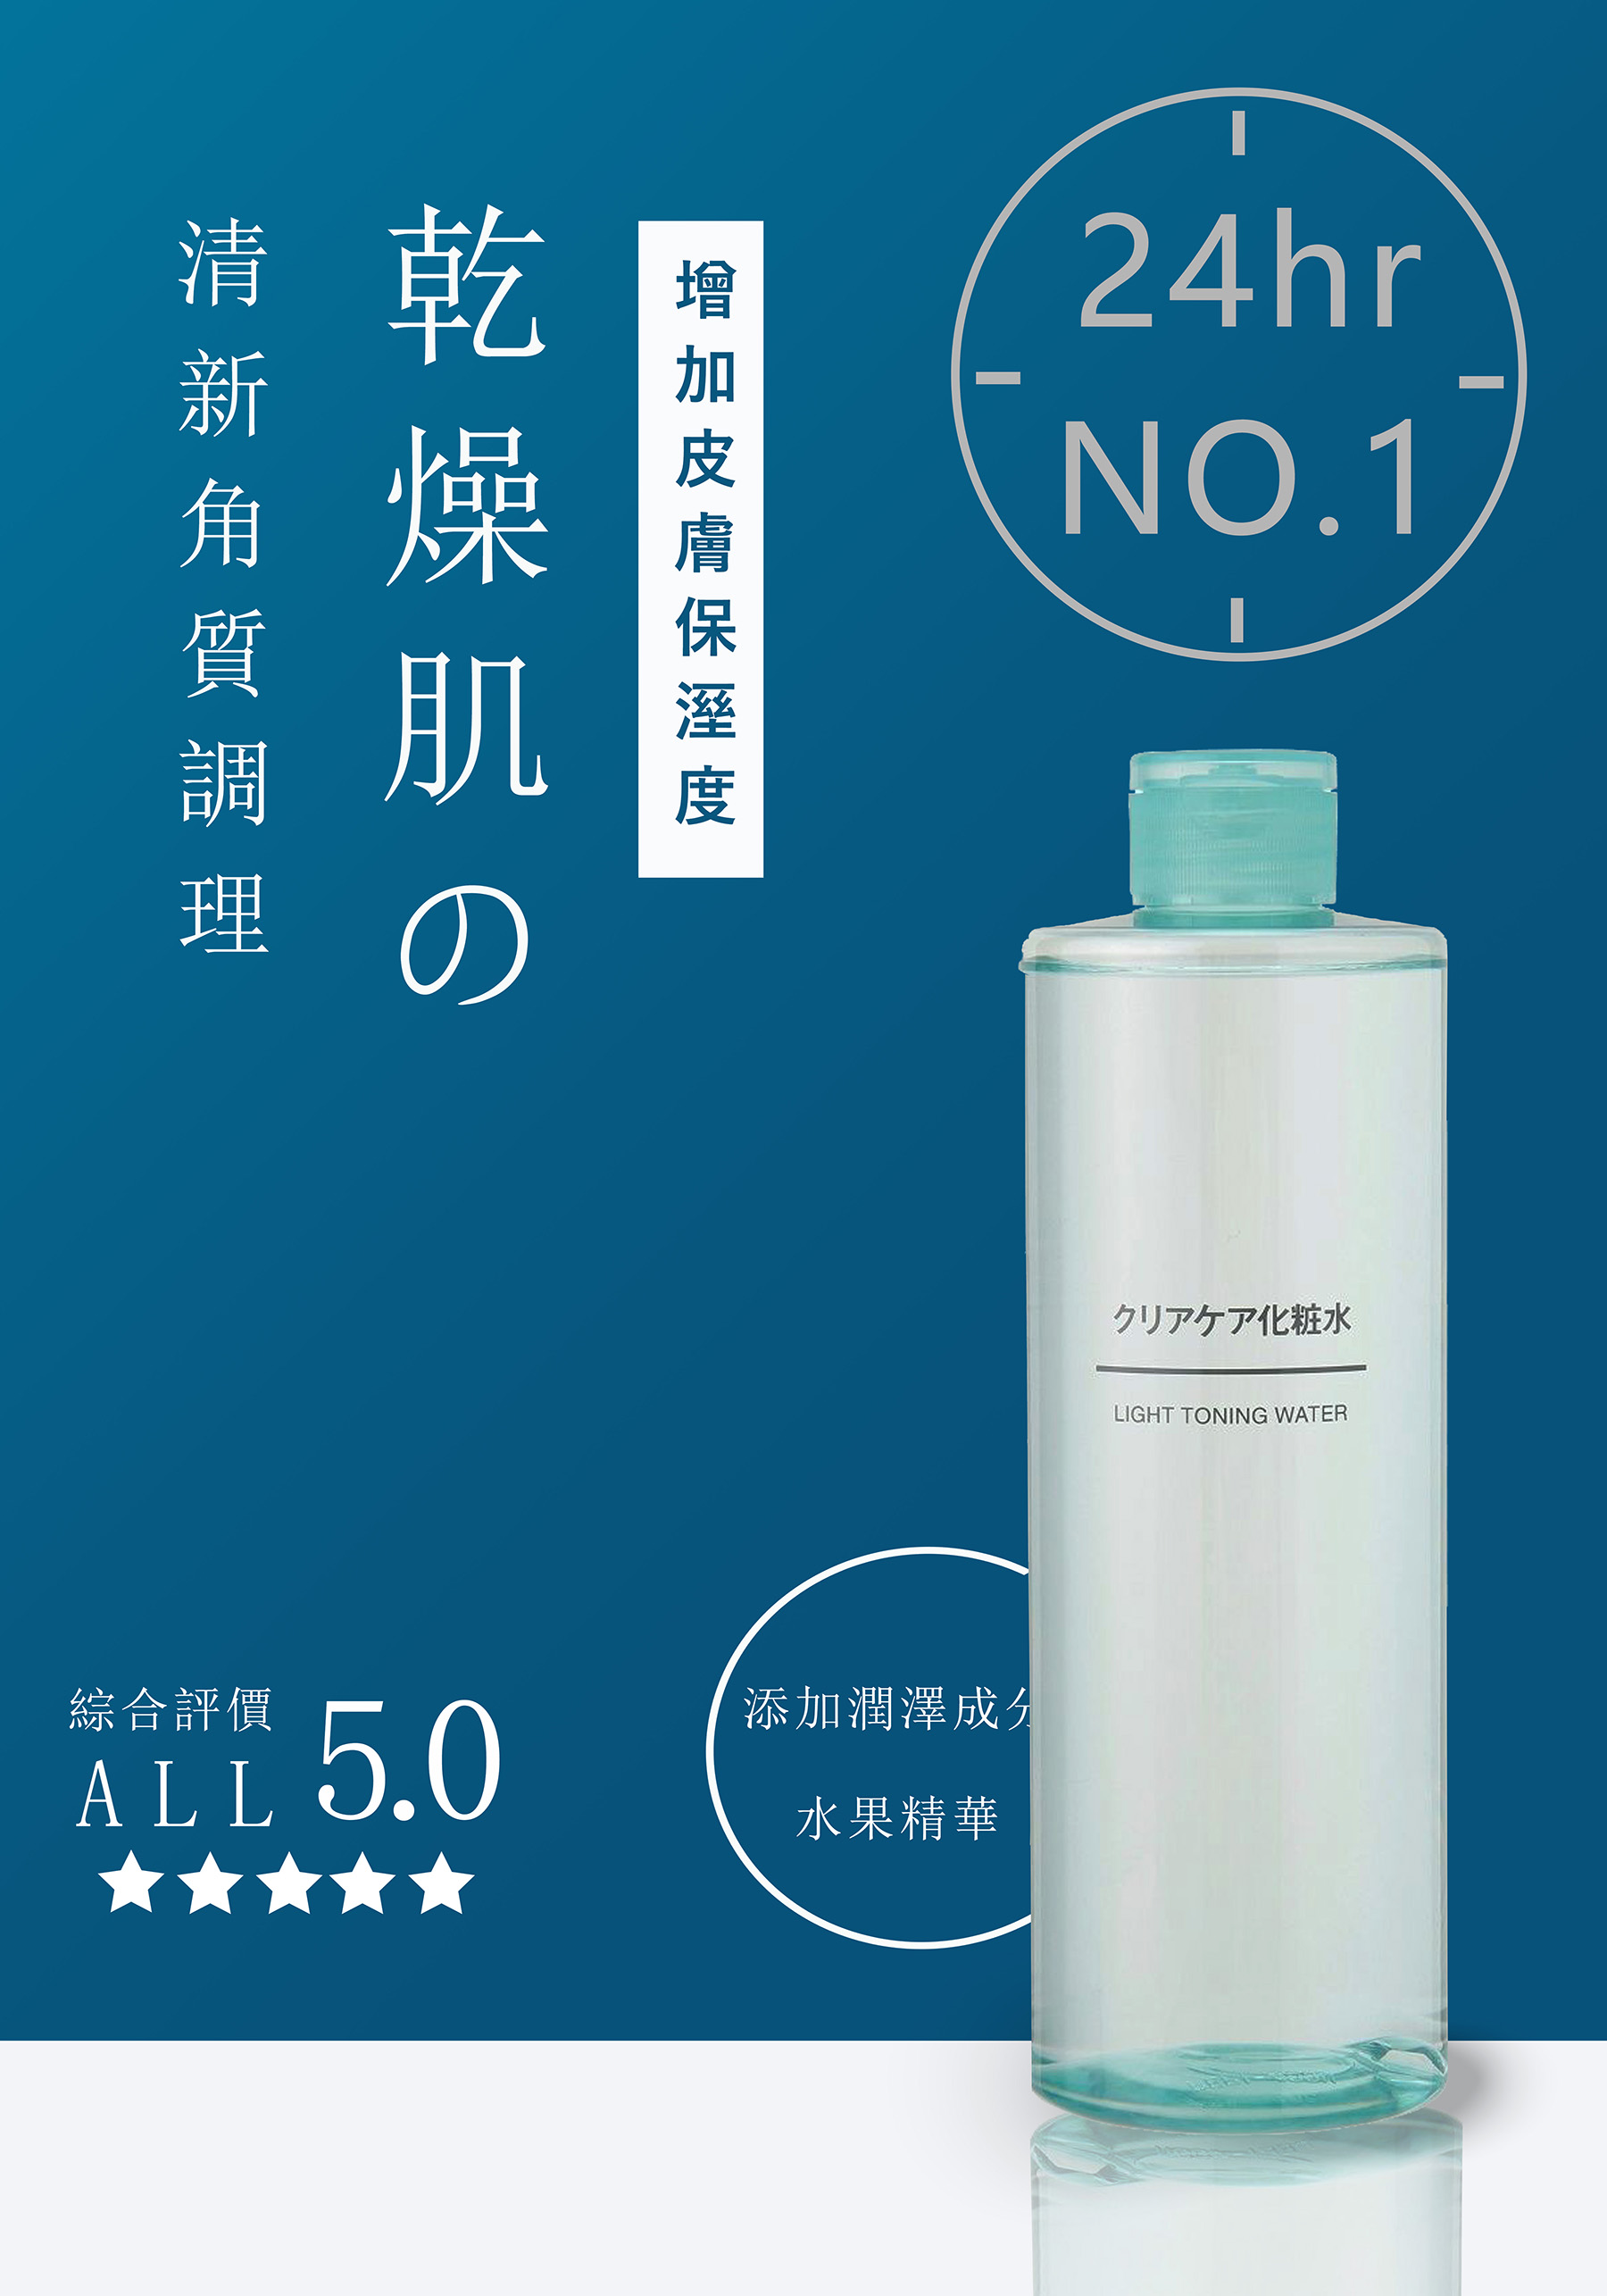 24hr
NO.1
增加皮膚保溼度
乾燥肌の
清新角質調理
クリアケア化粧水
LIGHT TONING WATER
添加潤澤成分
水果精華
綜合評價
ALL
5.0